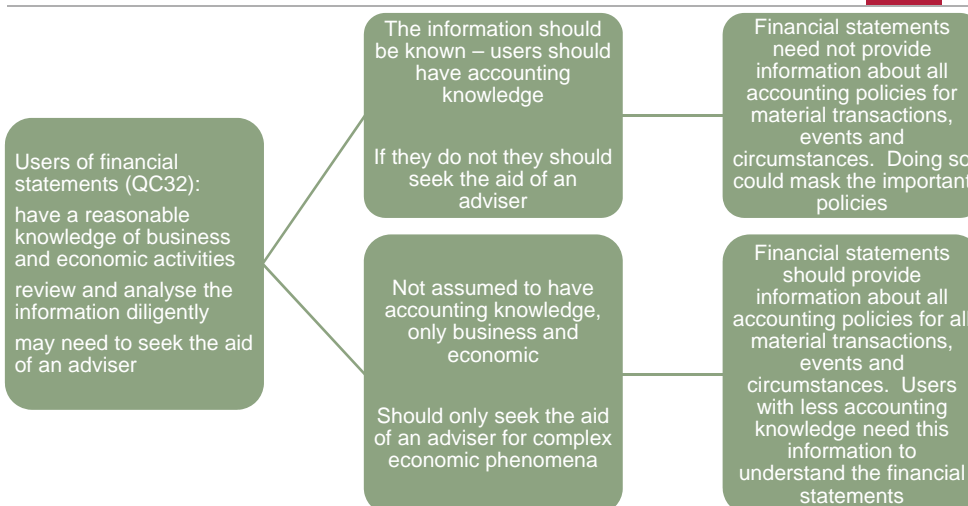 Users of financial
statements (QC32):
have a reasonable
knowledge of business
and economic activities
review and analyse the
information diligently
may need to seek the aid
of an adviser
The information should
be known – users should
have accounting
knowledge
If they do not they should
seek the aid of an
adviser
Financial statements
need not provide
information about all
accounting policies for
material transactions,
events and
circumstances. Doing so
could mask the important
policies
Not assumed to have
accounting knowledge,
only business and
economic
Should only seek the aid
of an adviser for complex
economic phenomena
Financial statements
should provide
information about all
accounting policies for all
material transactions,
events and
circumstances. Users
with less accounting
knowledge need this
information to
understand the financial
statements